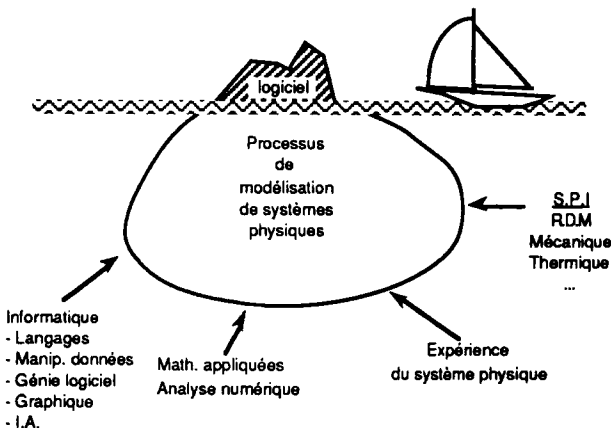 logiciel
Processus
de
modélisation
de systèmes
physiques
S.P.I
R.D.M
Mécanique
Thermique
...
Informatique
- Langages
- Manip. données
- Génie logiciel
- Graphique
- I.A.
Math. appliquées
Analyse numérique
Expérience
du système physique